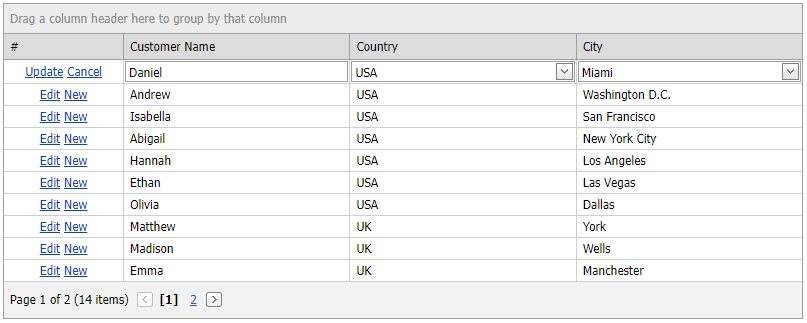 Drag a column header here to group by that column
# Customer Name Country City
Update Cancel Daniel USA Miami
Edit New Andrew USA Washington D.C.
Edit New Isabella USA San Francisco
Edit New Abigail USA New York City
Edit New Hannah USA Los Angeles
Edit New Ethan USA Las Vegas
Edit New Olivia USA Dallas
Edit New Matthew UK York
Edit New Madison UK Wells
Edit New Emma UK Manchester
Page 1 of 2 (14 items) [1] 2